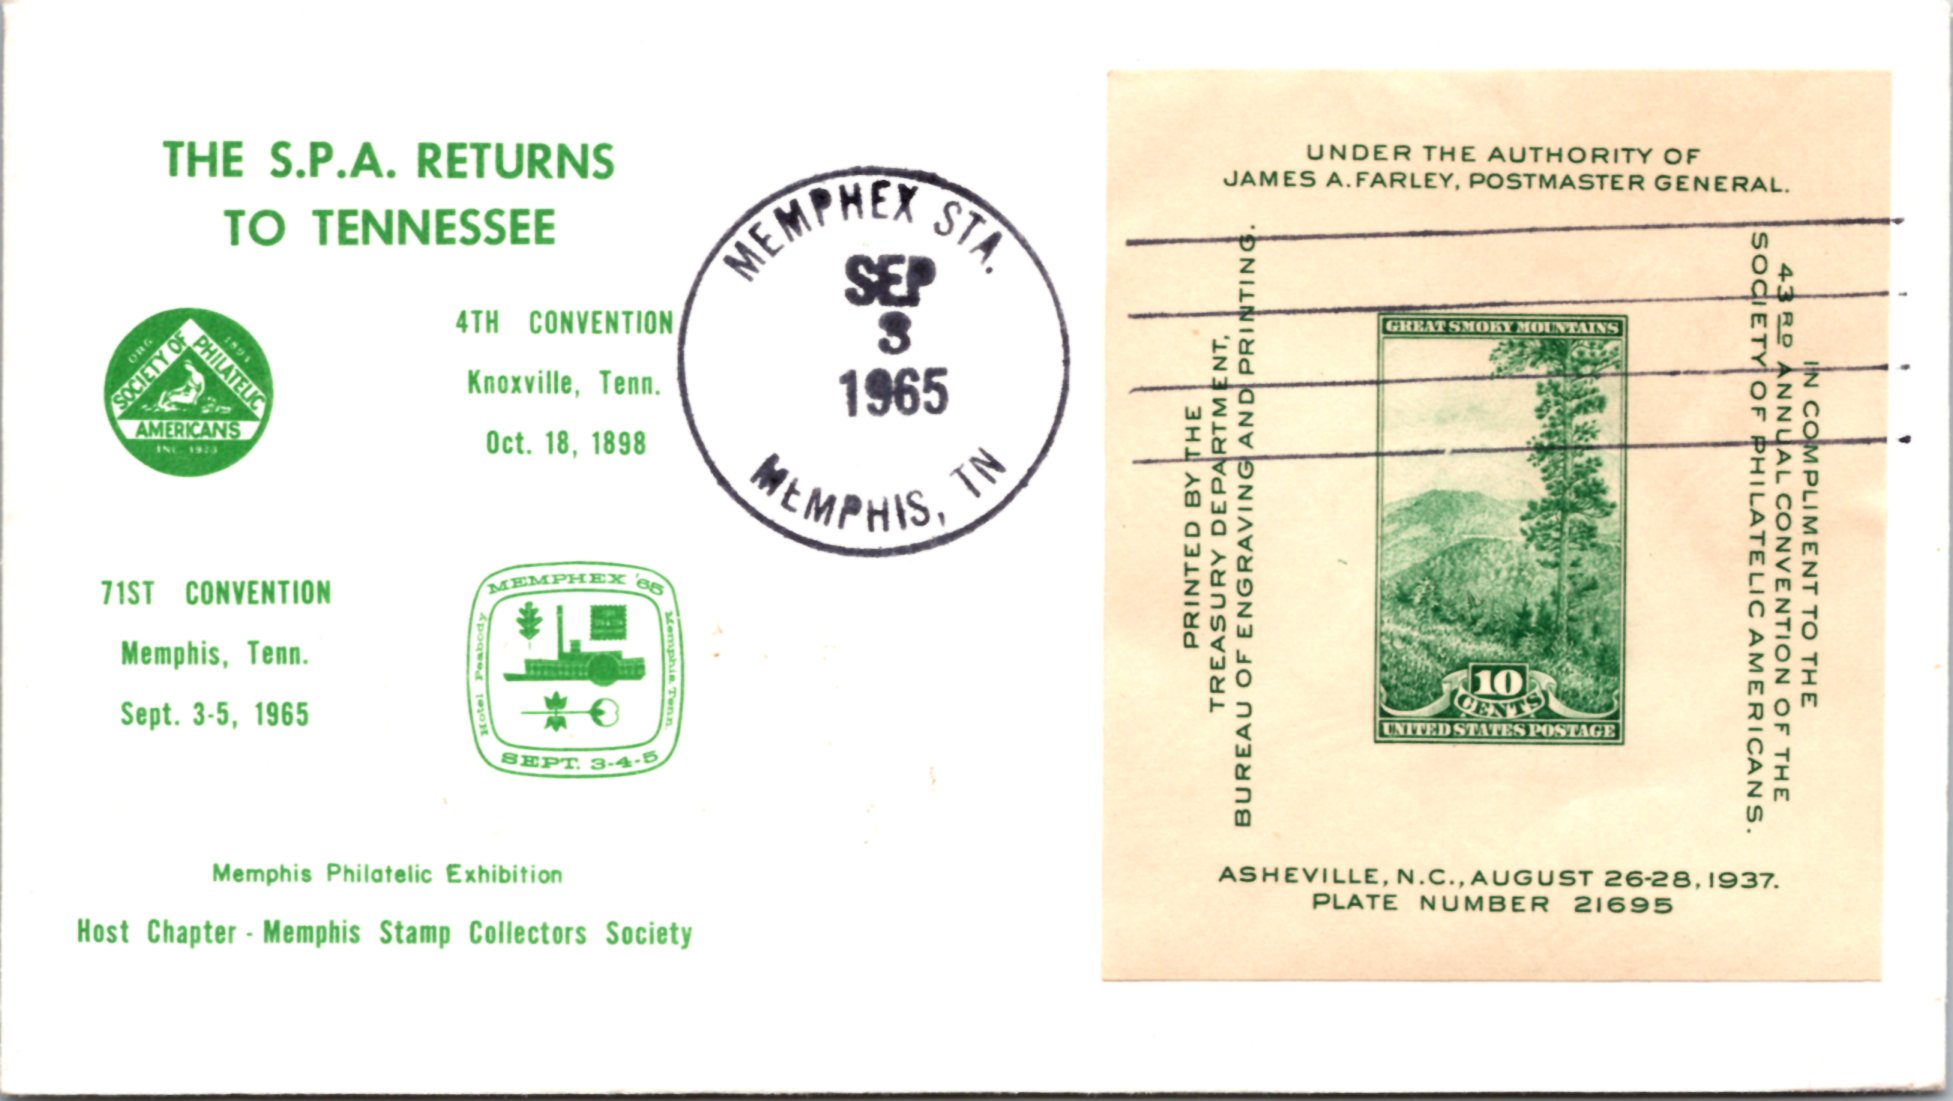 THE S.P.A. RETURNS
TO TENNESSEE
ORG 1894
SOCIETY OF PHILATELIC
AMERICANS
INC. 1923
4TH CONVENTION
Knoxville, Tenn.
Oct. 18, 1898
71ST CONVENTION
Memphis, Tenn.
Sept. 3-5, 1965
MEMPHEX '65
Hotel Peabody
Memphis, Tenn.
SEPT. 3-4-5
Memphis Philatelic Exhibition
Host Chapter - Memphis Stamp Collectors Society
MEMPHEX STA.
SEP
3
1965
MEMPHIS, TN
UNDER THE AUTHORITY OF
JAMES A. FARLEY, POSTMASTER GENERAL.
PRINTED BY THE
TREASURY DEPARTMENT,
BUREAU OF ENGRAVING AND PRINTING.
GREAT SMOKY MOUNTAINS
10
CENTS
UNITED STATES POSTAGE
IN COMPLIMENT TO THE
43RD ANNUAL CONVENTION OF THE
SOCIETY OF PHILATELIC AMERICANS.
ASHEVILLE, N.C., AUGUST 26-28, 1937.
PLATE NUMBER 21695